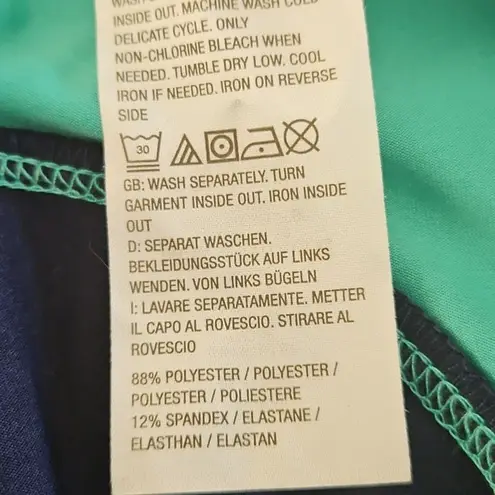 WASH
INSIDE OUT. MACHINE WASH COLD
DELICATE CYCLE. ONLY
NON-CHLORINE BLEACH WHEN
NEEDED. TUMBLE DRY LOW. COOL
IRON IF NEEDED. IRON ON REVERSE
SIDE
30
GB: WASH SEPARATELY. TURN
GARMENT INSIDE OUT. IRON INSIDE
OUT
D: SEPARAT WASCHEN.
BEKLEIDUNGSSTÜCK AUF LINKS
WENDEN. VON LINKS BÜGELN
I: LAVARE SEPARATAMENTE. METTER
IL CAPO AL ROVESCIO. STIRARE AL
ROVESCIO
88% POLYESTER / POLYESTER /
POLYESTER / POLIESTERE
12% SPANDEX / ELASTANE /
ELASTHAN / ELASTAN